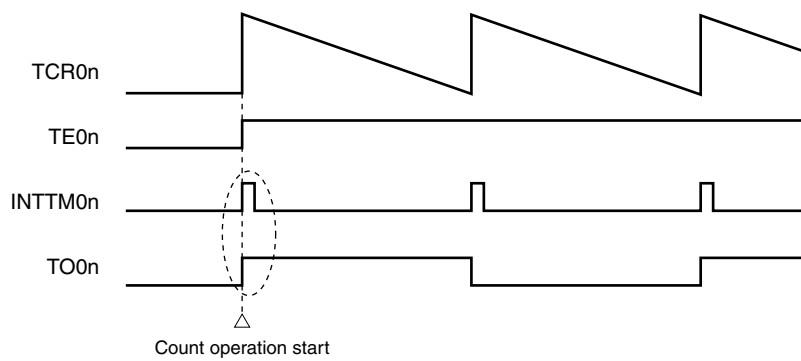 TCR0n
TE0n
INTTM0n
TO0n
Count operation start